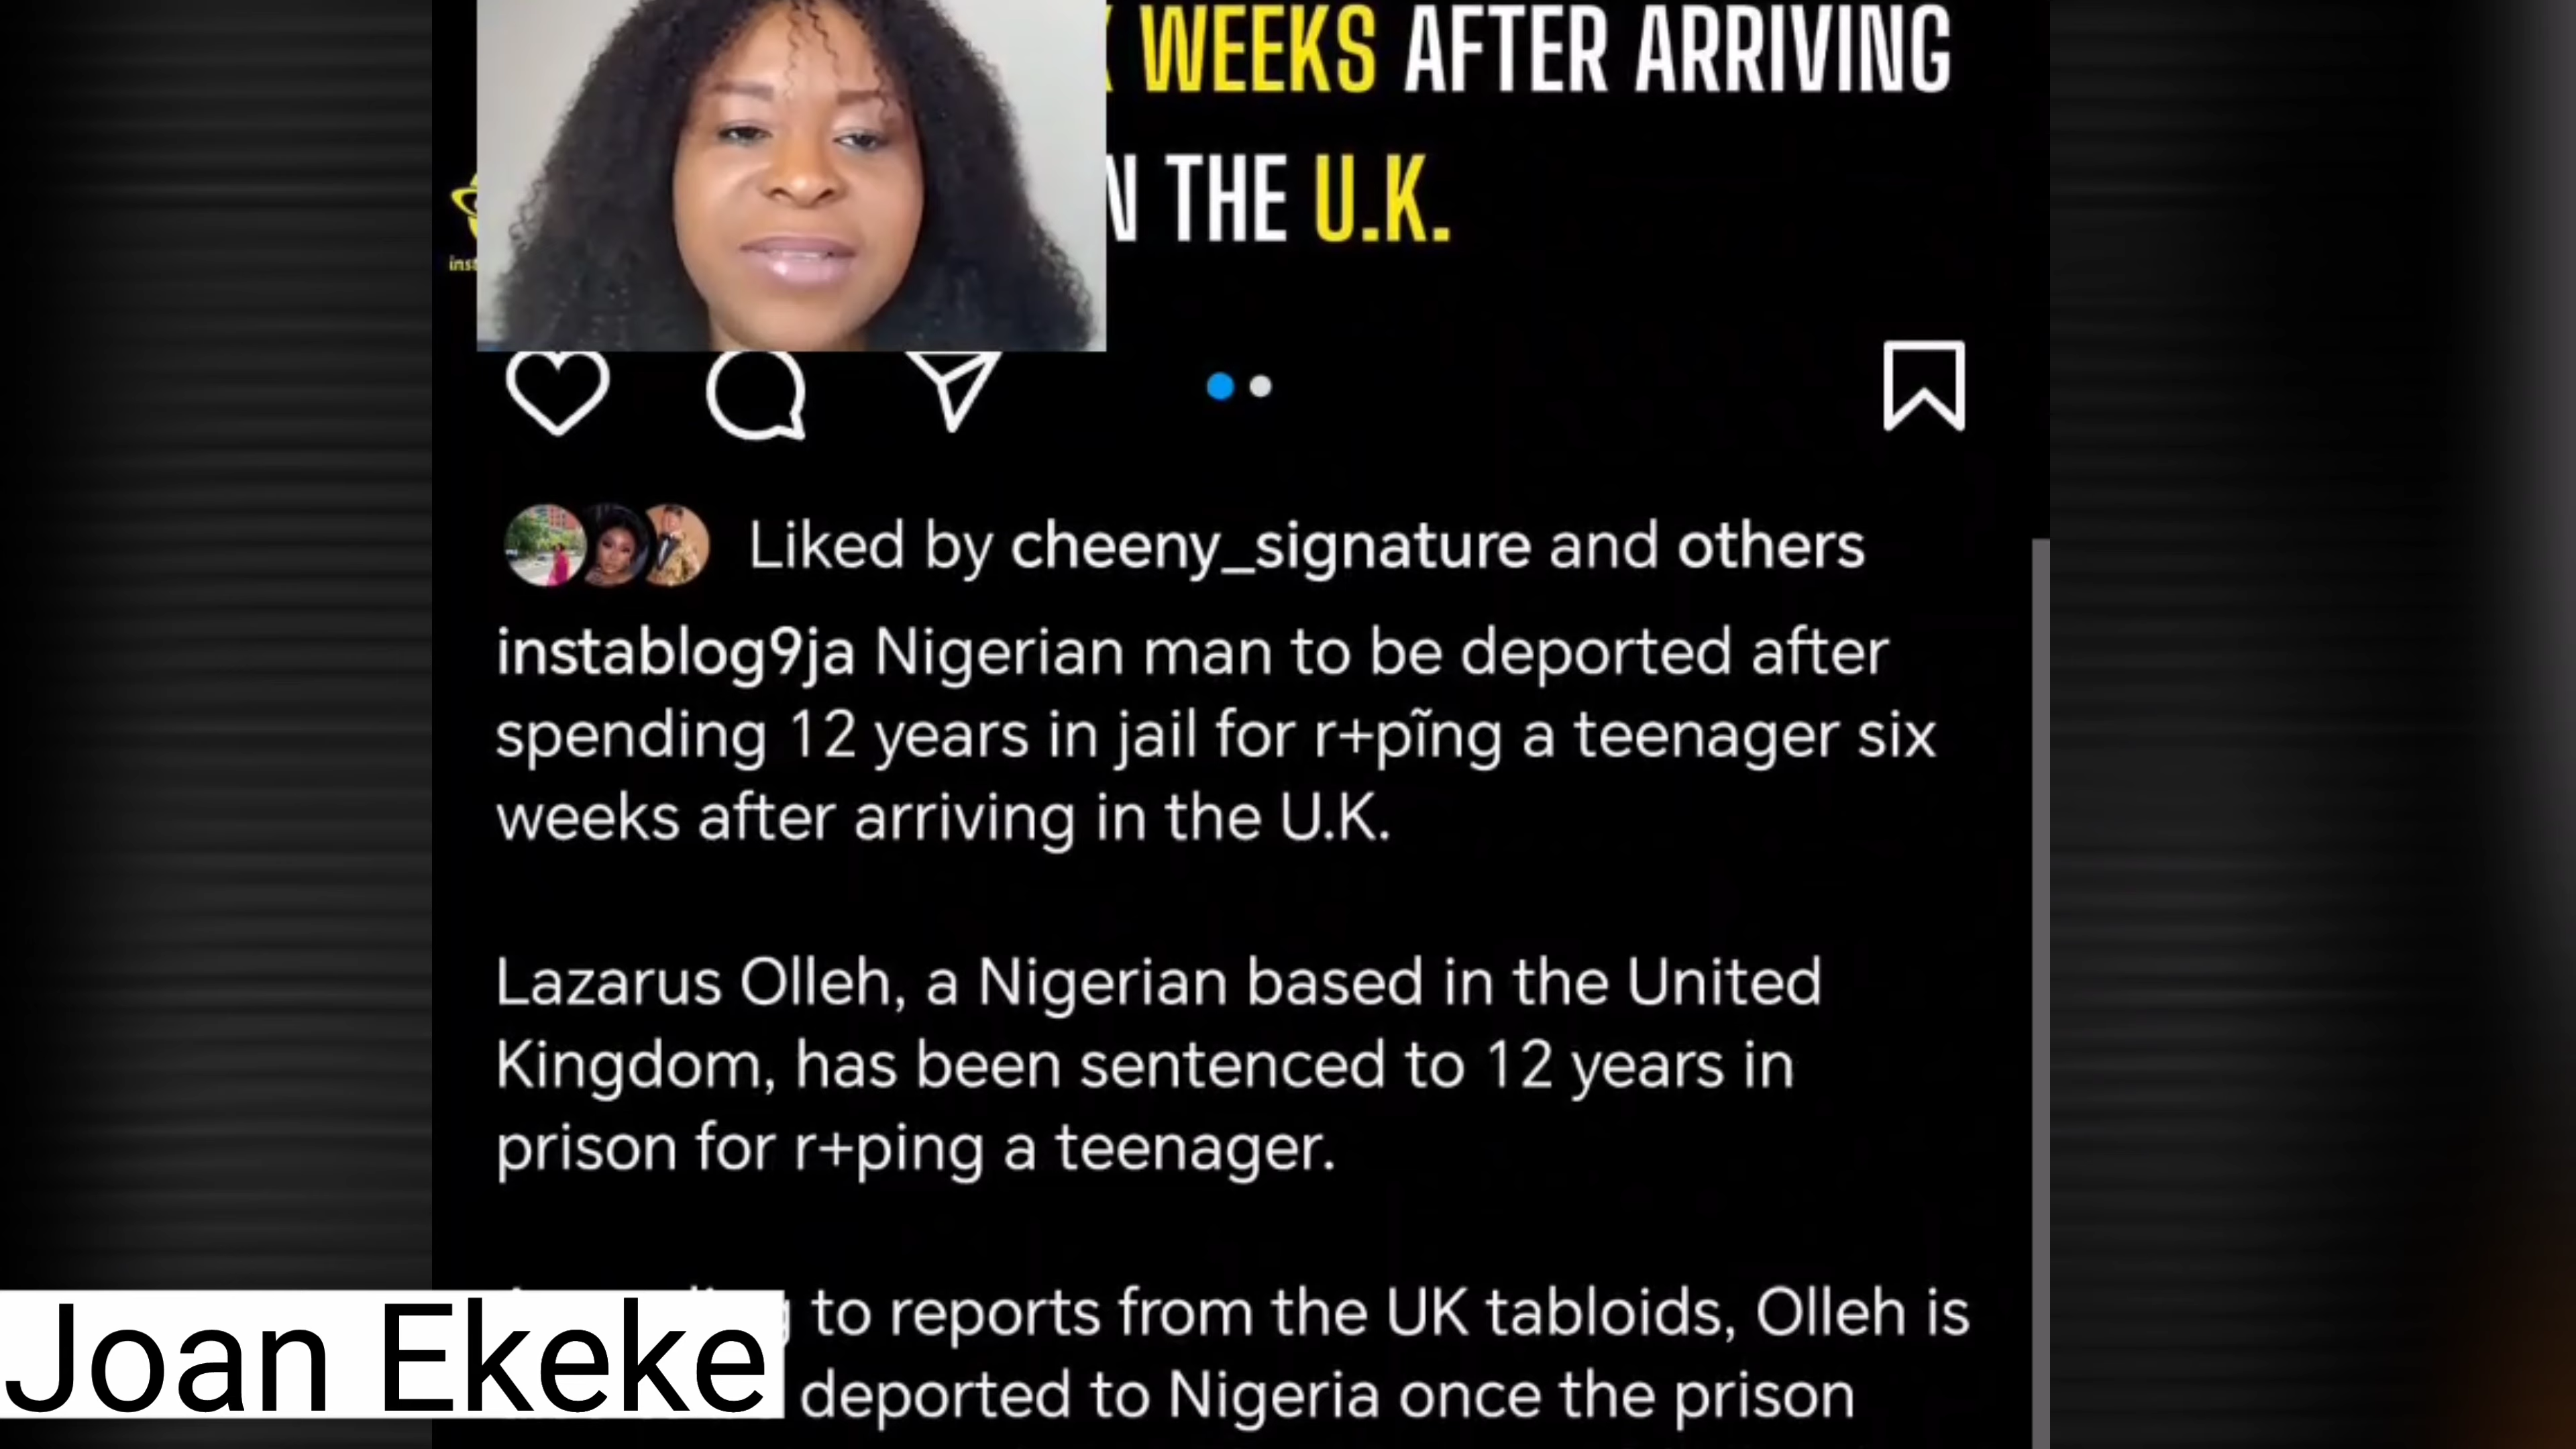 WEEKS AFTER ARRIVING
THE U.K.
Liked by cheeny_signature and others
instablog9ja Nigerian man to be deported after
spending 12 years in jail for r+pĩng a teenager six
weeks after arriving in the U.K.
Lazarus Olleh, a Nigerian based in the United
Kingdom, has been sentenced to 12 years in
prison for r+ping a teenager.
to reports from the UK tabloids, Olleh is
deported to Nigeria once the prison
Joan Ekeke